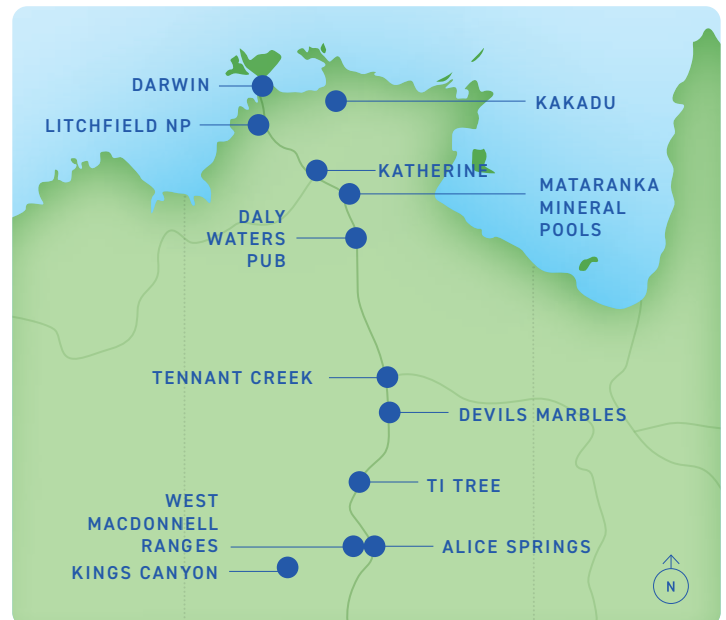 DARWIN
KAKADU
LITCHFIELD NP
KATHERINE
MATARANKA
MINERAL
POOLS
DALY
WATERS
PUB
TENNANT CREEK
DEVILS MARBLES
TI TREE
WEST
MACDONNELL
RANGES
ALICE SPRINGS
KINGS CANYON
N